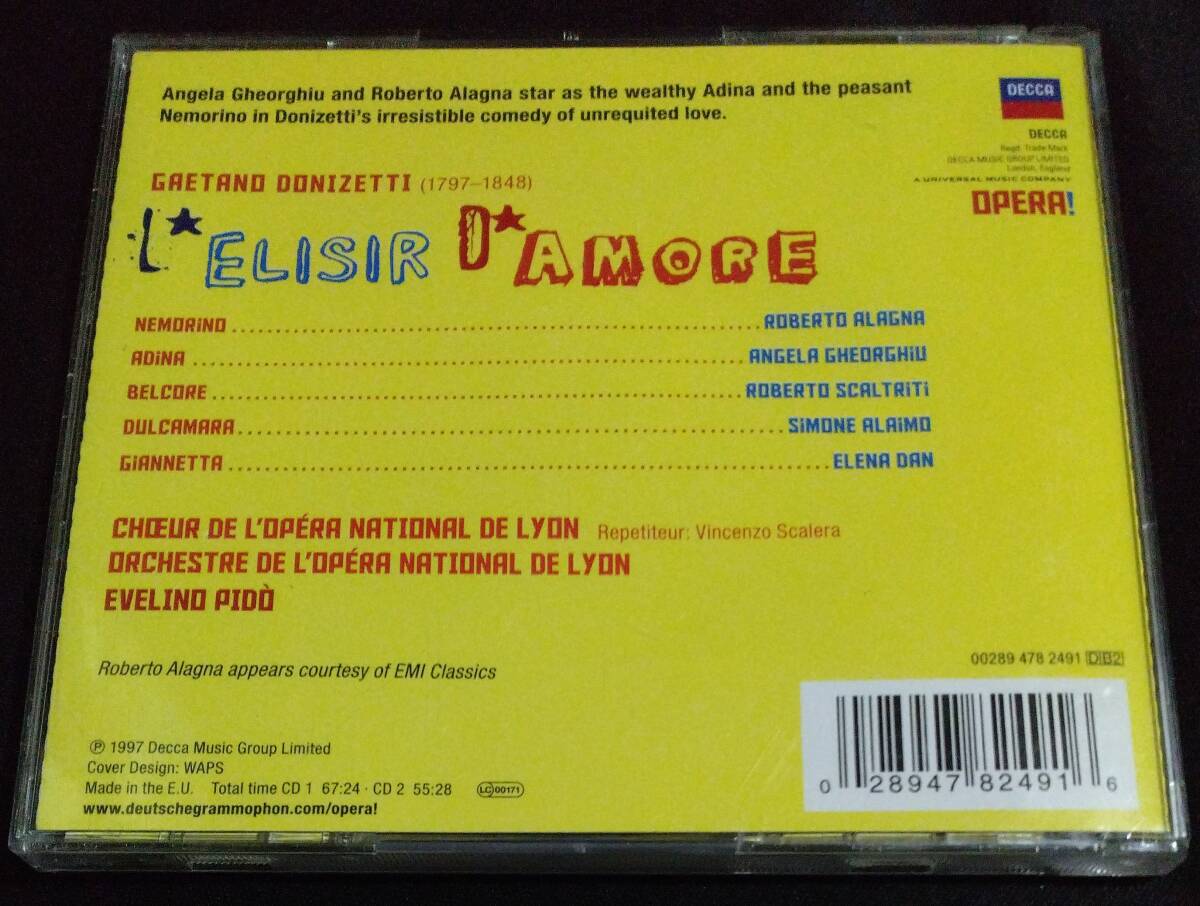 Angela Gheorghiu and Roberto Alagna star as the wealthy Adina and the peasant
Nemorino in Donizetti's irresistible comedy of unrequited love.
DECCA
DECCA
Regd. Trade Mark
DECCA MUSIC GROUP LIMITED
London, England
A UNIVERSAL MUSIC COMPANY
OPERA!
GAETANO DONIZETTI (1797–1848)
L*ELISIR D*AMORE
NEMORINO ROBERTO ALAGNA
ADINA ANGELA GHEORGHIU
BELCORE ROBERTO SCALTRITI
DULCAMARA SIMONE ALAIMO
GIANNETTA ELENA DAN
CHŒUR DE L'OPÉRA NATIONAL DE LYON Repetiteur: Vincenzo Scalera
ORCHESTRE DE L'OPÉRA NATIONAL DE LYON
EVELINO PIDÒ
Roberto Alagna appears courtesy of EMI Classics
00289 478 2491 D B2
℗ 1997 Decca Music Group Limited
Cover Design: WAPS
Made in the E.U. Total time CD 1 67:24 · CD 2 55:28 LC 00171
www.deutschegrammophon.com/opera!
0 28947 82491 6